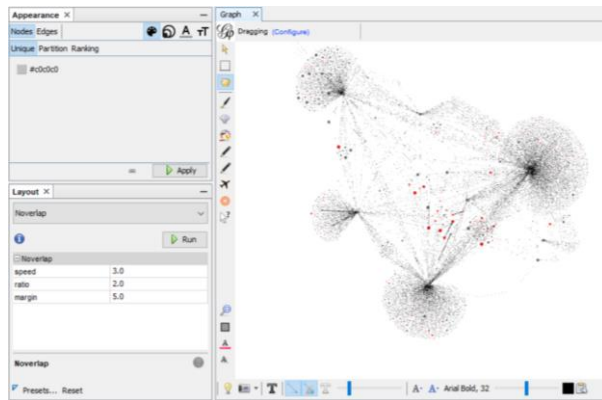 Appearance
Nodes Edges
Unique Partition Ranking
#c0c0c0
Apply
Layout
Noverlap
Run
Noverlap
speed 3.0
ratio 2.0
margin 5.0
Noverlap
Presets... Reset
Graph
Dragging (Configure)
Arial Bold, 32